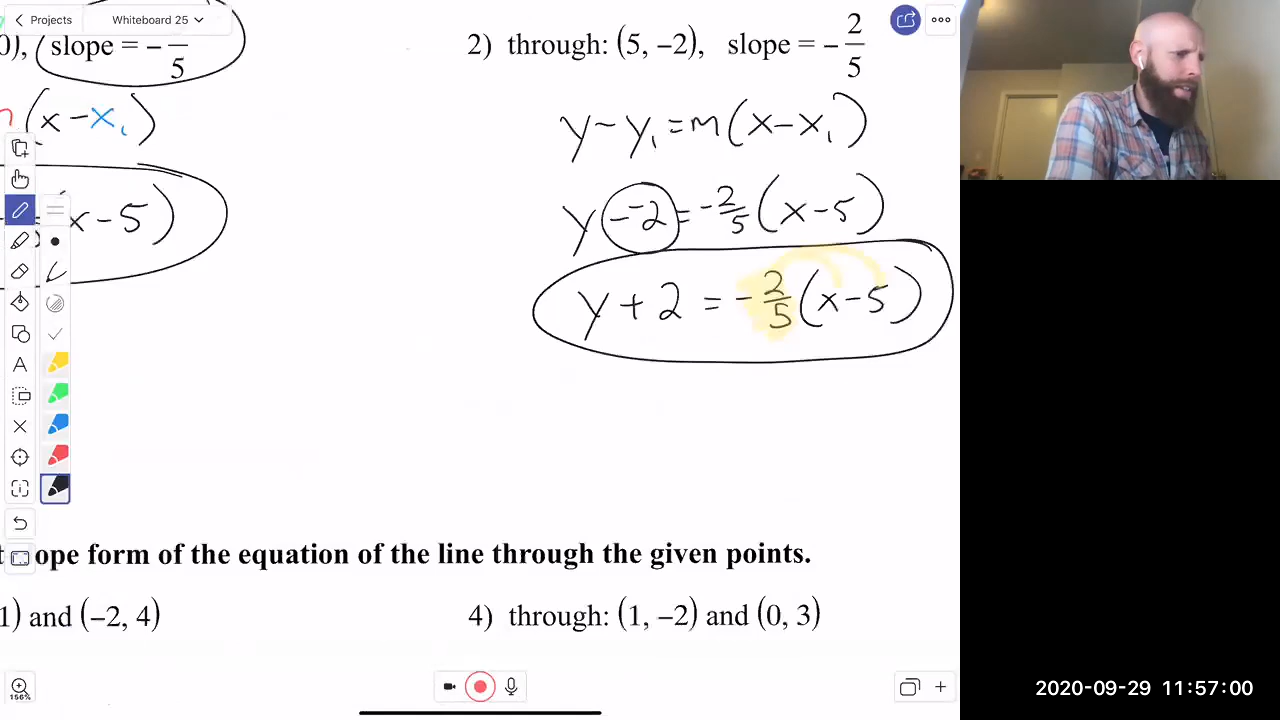 Projects
Whiteboard 25
0), slope = – /5
2) through: (5, –2), slope = – 2/5
(x – x₁)
y – y₁ = m(x – x₁)
x – 5)
y – –2 = –2/5(x – 5)
y + 2 = –2/5(x – 5)
ope form of the equation of the line through the given points.
1) and (–2, 4)
4) through: (1, –2) and (0, 3)
156%
2020-09-29 11:57:00